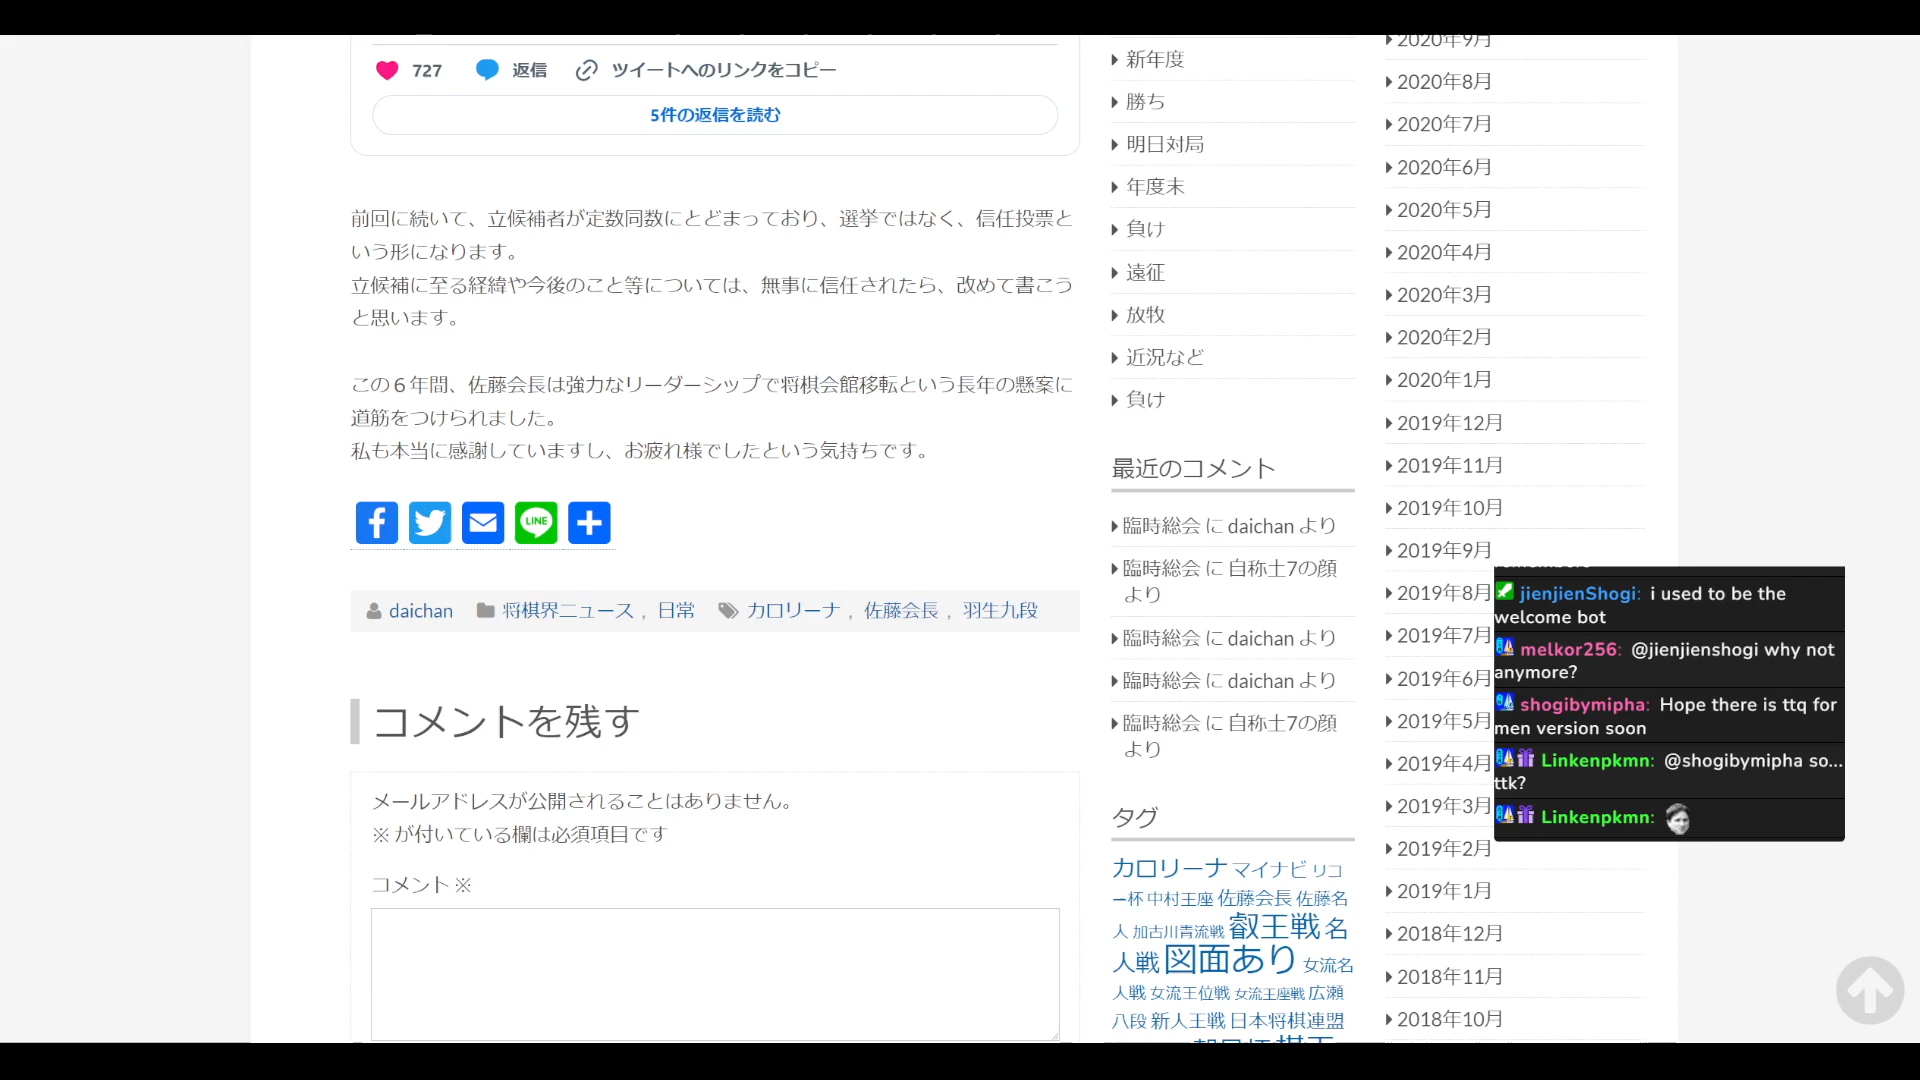 727 返信 ツイートへのリンクをコピー
5件の返信を読む
前回に続いて、立候補者が定数同数にとどまっており、選挙ではなく、信任投票と
いう形になります。
立候補に至る経緯や今後のこと等については、無事に信任されたら、改めて書こう
と思います。
この６年間、佐藤会長は強力なリーダーシップで将棋会館移転という長年の懸案に
道筋をつけられました。
私も本当に感謝していますし、お疲れ様でしたという気持ちです。
LINE
daichan 将棋界ニュース , 日常 カロリーナ , 佐藤会長 , 羽生九段
コメントを残す
メールアドレスが公開されることはありません。
※ が付いている欄は必須項目です
コメント ※
新年度
勝ち
明日対局
年度末
負け
遠征
放牧
近況など
負け
最近のコメント
臨時総会 に daichan より
臨時総会 に 自称土7の顔
より
臨時総会 に daichan より
臨時総会 に daichan より
臨時総会 に 自称土7の顔
より
タグ
カロリーナ マイナビ リコ
ー杯 中村王座 佐藤会長 佐藤名
人 加古川青流戦 叡王戦 名
人戦 図面あり 女流名
人戦 女流王位戦 女流王座戦 広瀬
八段 新人王戦 日本将棋連盟
2020年9月
2020年8月
2020年7月
2020年6月
2020年5月
2020年4月
2020年3月
2020年2月
2020年1月
2019年12月
2019年11月
2019年10月
2019年9月
2019年8月
2019年7月
2019年6月
2019年5月
2019年4月
2019年3月
2019年2月
2019年1月
2018年12月
2018年11月
2018年10月
jienjienShogi: i used to be the
welcome bot
melkor256: @jienjienshogi why not
anymore?
shogibymipha: Hope there is ttq for
men version soon
Linkenpkmn: @shogibymipha so...
ttk?
Linkenpkmn: